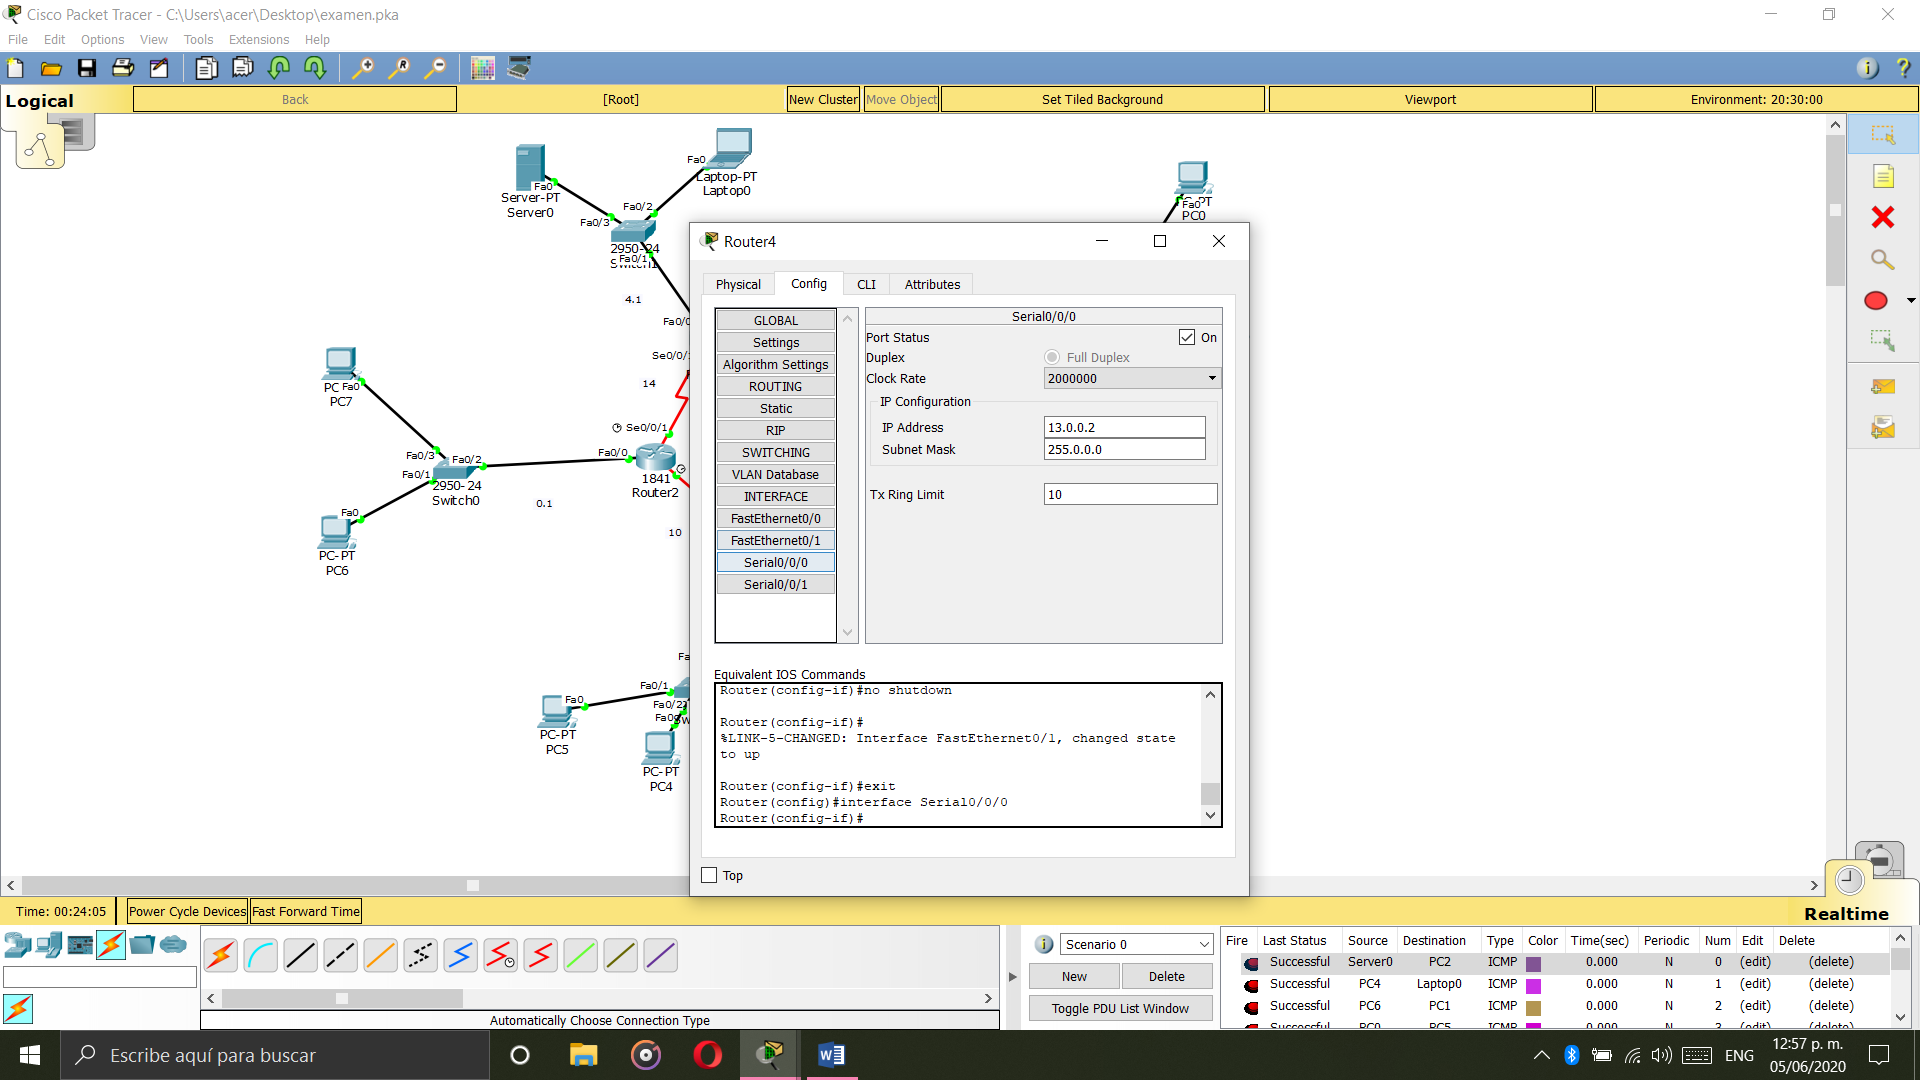 Cisco Packet Tracer - C:\Users\acer\Desktop\examen.pka
File Edit Options View Tools Extensions Help
Logical
Back
[Root]
New Cluster
Move Object
Set Tiled Background
Viewport
Environment: 20:30:00
Fa0
Server-PT
Server0
Fa0
Laptop-PT
Laptop0
Fa0/2
Fa0/3
2950-24
Fa0/1
Fa0
PC0
4.1
Se0/0/
14
Fa0
PC7
Se0/0/1
Fa0/0
1841
Router2
Fa0/3
Fa0/2
Fa0/1
2950-24
Switch0
0.1
10
Fa0
PC-PT
PC6
Fa0
PC-PT
PC5
Fa0/1
Fa0/2
PC-PT
PC4
Router4
Physical
Config
CLI
Attributes
GLOBAL
Settings
Algorithm Settings
ROUTING
Static
RIP
SWITCHING
VLAN Database
INTERFACE
FastEthernet0/0
FastEthernet0/1
Serial0/0/0
Serial0/0/1
Serial0/0/0
Port Status
On
Duplex
Full Duplex
Clock Rate
2000000
IP Configuration
IP Address
13.0.0.2
Subnet Mask
255.0.0.0
Tx Ring Limit
10
Equivalent IOS Commands
Router(config-if)#no shutdown
Router(config-if)#
%LINK-5-CHANGED: Interface FastEthernet0/1, changed state
to up
Router(config-if)#exit
Router(config)#interface Serial0/0/0
Router(config-if)#
Top
Time: 00:24:05
Power Cycle Devices
Fast Forward Time
Realtime
Automatically Choose Connection Type
Scenario 0
New
Delete
Toggle PDU List Window
Fire Last Status Source Destination Type Color Time(sec) Periodic Num Edit Delete
Successful Server0 PC2 ICMP 0.000 N 0 (edit) (delete)
Successful PC4 Laptop0 ICMP 0.000 N 1 (edit) (delete)
Successful PC6 PC1 ICMP 0.000 N 2 (edit) (delete)
Successful PC0 PC5 ICMP 0.000 N 3 (edit) (delete)
Escribe aquí para buscar
ENG
12:57 p. m.
05/06/2020